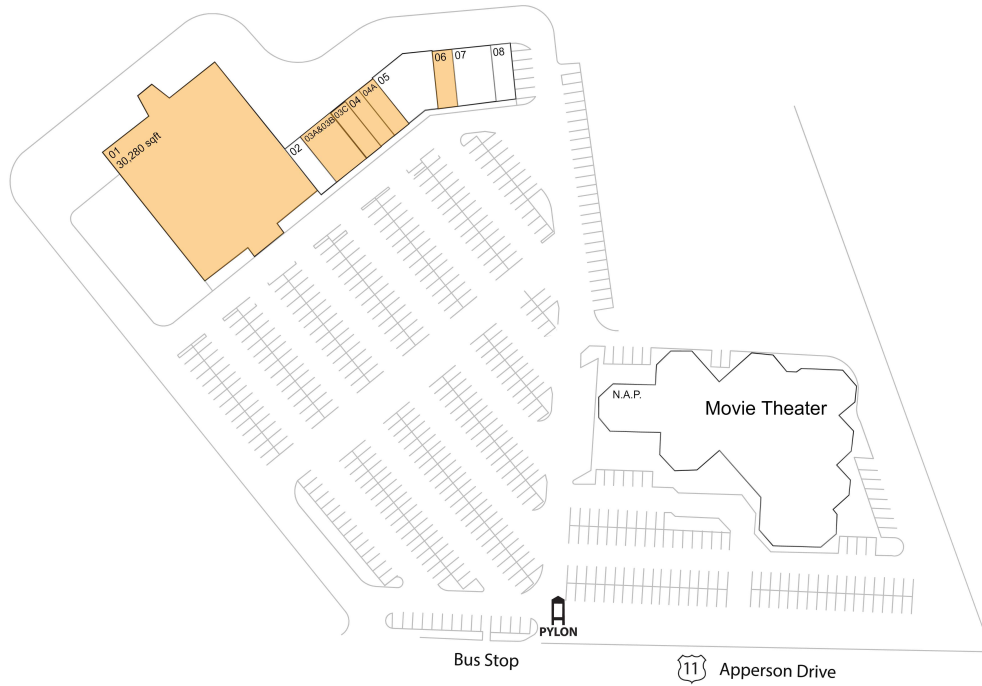 01
30,280 sqft
02
03A&03B
03C
04
04A
05
06
07
08
N.A.P.
Movie Theater
PYLON
Bus Stop
11
Apperson Drive